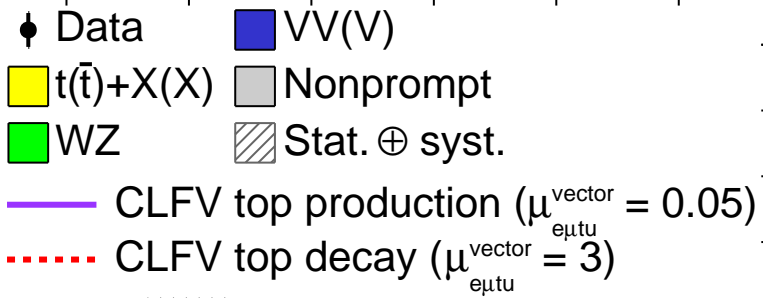 Data VV(V)
t(t̄)+X(X) Nonprompt
WZ Stat. ⊕ syst.
CLFV top production (μ^vector_eμtu = 0.05)
CLFV top decay (μ^vector_eμtu = 3)